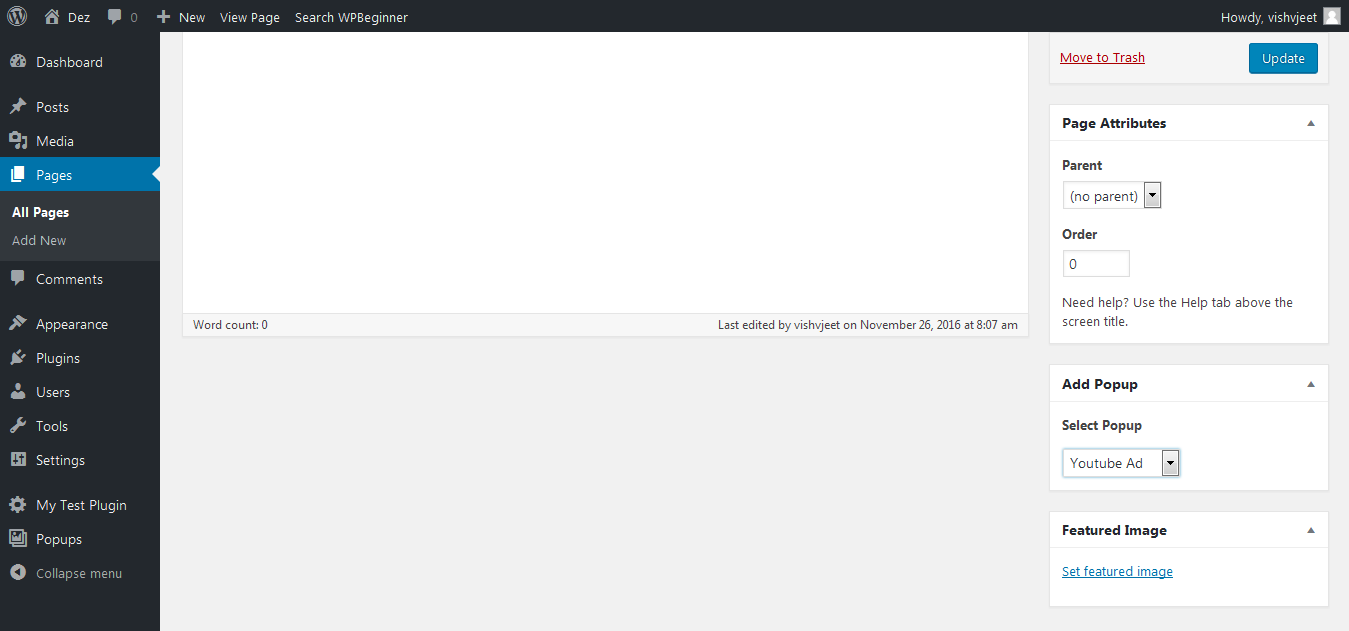 Dez 0 New View Page Search WPBeginner Howdy, vishvjeet
Dashboard
Posts
Media
Pages
All Pages
Add New
Comments
Appearance
Plugins
Users
Tools
Settings
My Test Plugin
Popups
Collapse menu
Word count: 0 Last edited by vishvjeet on November 26, 2016 at 8:07 am
Move to Trash Update
Page Attributes
Parent
(no parent)
Order
0
Need help? Use the Help tab above the
screen title.
Add Popup
Select Popup
Youtube Ad
Featured Image
Set featured image